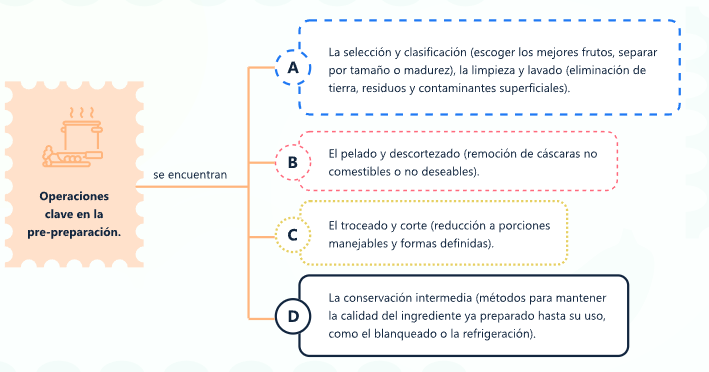 Operaciones
clave en la
pre-preparación.
se encuentran
A
La selección y clasificación (escoger los mejores frutos, separar
por tamaño o madurez), la limpieza y lavado (eliminación de
tierra, residuos y contaminantes superficiales).
B
El pelado y descortezado (remoción de cáscaras no
comestibles o no deseables).
C
El troceado y corte (reducción a porciones
manejables y formas definidas).
D
La conservación intermedia (métodos para mantener
la calidad del ingrediente ya preparado hasta su uso,
como el blanqueado o la refrigeración).